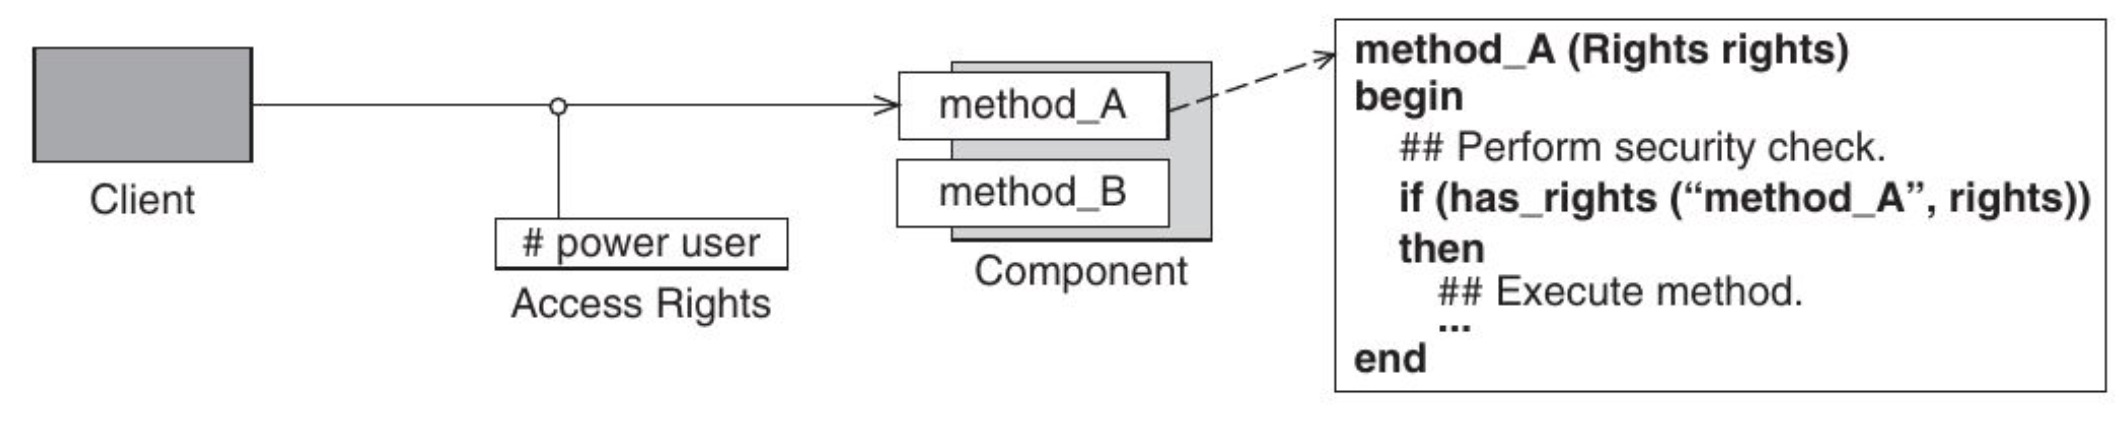 Client
# power user
Access Rights
method_A
method_B
Component
method_A (Rights rights)
begin
## Perform security check.
if (has_rights (“method_A”, rights))
then
## Execute method.
...
end